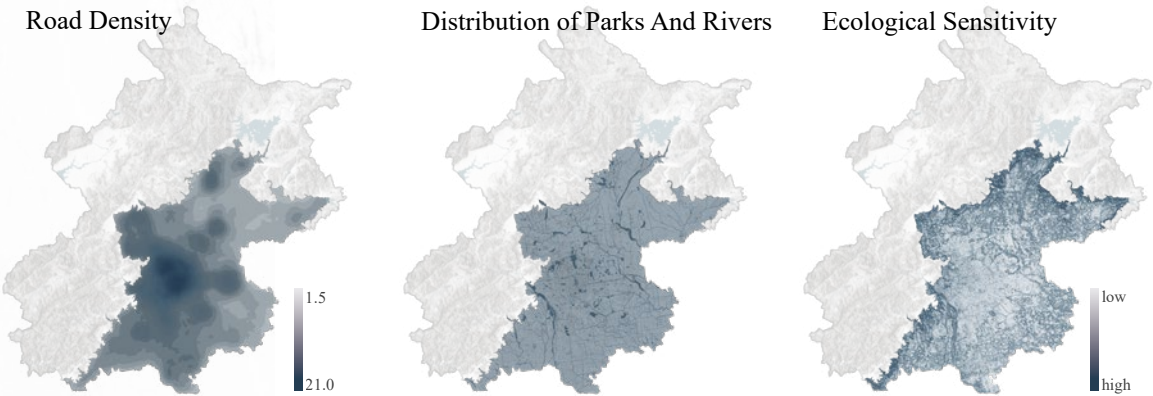 Road Density
Distribution of Parks And Rivers
Ecological Sensitivity
1.5
21.0
low
high